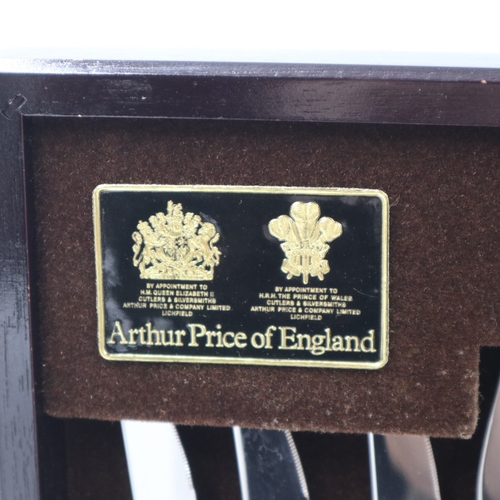 BY APPOINTMENT TO
H.M. QUEEN ELIZABETH II
CUTLERS & SILVERSMITHS
ARTHUR PRICE & COMPANY LIMITED
LICHFIELD
BY APPOINTMENT TO
H.R.H. THE PRINCE OF WALES
CUTLERS & SILVERSMITHS
ARTHUR PRICE & COMPANY LIMITED
LICHFIELD
Arthur Price of England